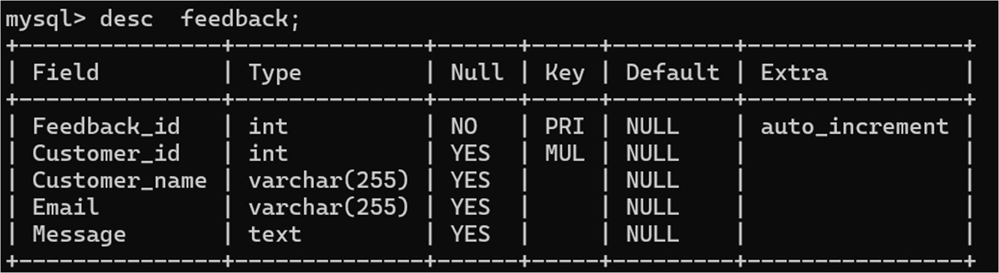 mysql> desc  feedback;
+---------------+--------------+------+-----+---------+----------------+
| Field         | Type         | Null | Key | Default | Extra          |
+---------------+--------------+------+-----+---------+----------------+
| Feedback_id   | int          | NO   | PRI | NULL    | auto_increment |
| Customer_id   | int          | YES  | MUL | NULL    |                |
| Customer_name | varchar(255) | YES  |     | NULL    |                |
| Email         | varchar(255) | YES  |     | NULL    |                |
| Message       | text         | YES  |     | NULL    |                |
+---------------+--------------+------+-----+---------+----------------+